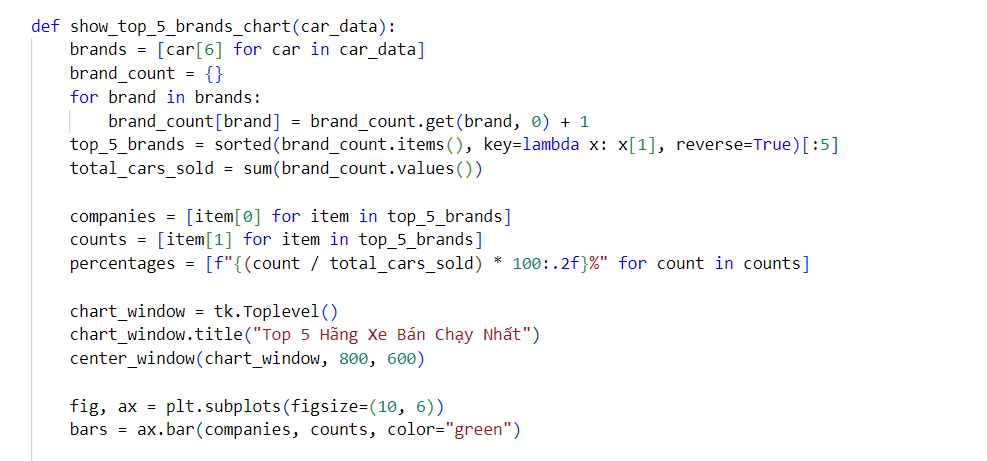 def show_top_5_brands_chart(car_data):
    brands = [car[6] for car in car_data]
    brand_count = {}
    for brand in brands:
        brand_count[brand] = brand_count.get(brand, 0) + 1
    top_5_brands = sorted(brand_count.items(), key=lambda x: x[1], reverse=True)[:5]
    total_cars_sold = sum(brand_count.values())

    companies = [item[0] for item in top_5_brands]
    counts = [item[1] for item in top_5_brands]
    percentages = [f"{(count / total_cars_sold) * 100:.2f}%" for count in counts]

    chart_window = tk.Toplevel()
    chart_window.title("Top 5 Hãng Xe Bán Chạy Nhất")
    center_window(chart_window, 800, 600)

    fig, ax = plt.subplots(figsize=(10, 6))
    bars = ax.bar(companies, counts, color="green")